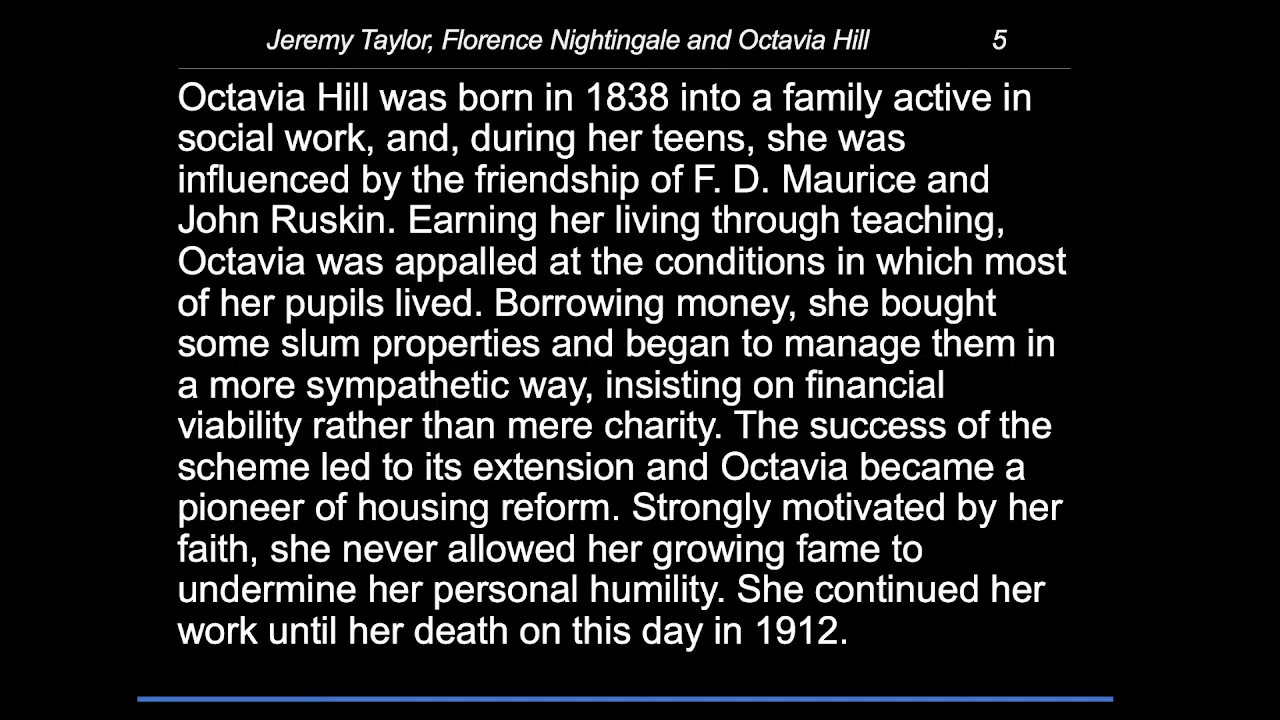 Jeremy Taylor, Florence Nightingale and Octavia Hill 5
Octavia Hill was born in 1838 into a family active in
social work, and, during her teens, she was
influenced by the friendship of F. D. Maurice and
John Ruskin. Earning her living through teaching,
Octavia was appalled at the conditions in which most
of her pupils lived. Borrowing money, she bought
some slum properties and began to manage them in
a more sympathetic way, insisting on financial
viability rather than mere charity. The success of the
scheme led to its extension and Octavia became a
pioneer of housing reform. Strongly motivated by her
faith, she never allowed her growing fame to
undermine her personal humility. She continued her
work until her death on this day in 1912.